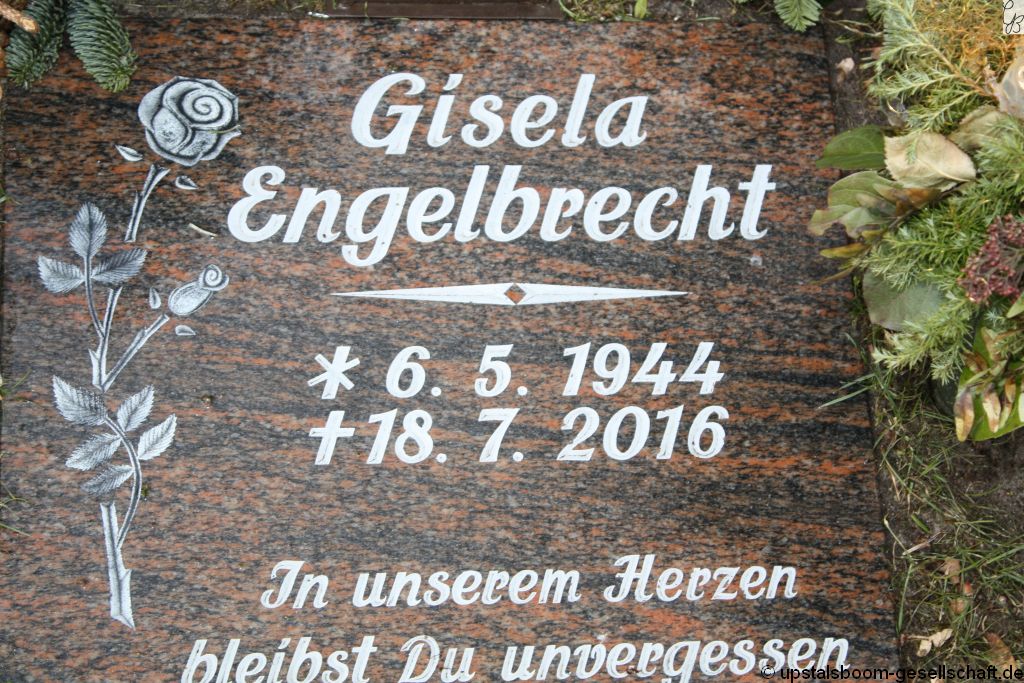 Gisela
Engelbrecht
* 6. 5. 1944
† 18. 7. 2016
In unserem Herzen
bleibst Du unvergessen
© upstalsboom-gesellschaft.de